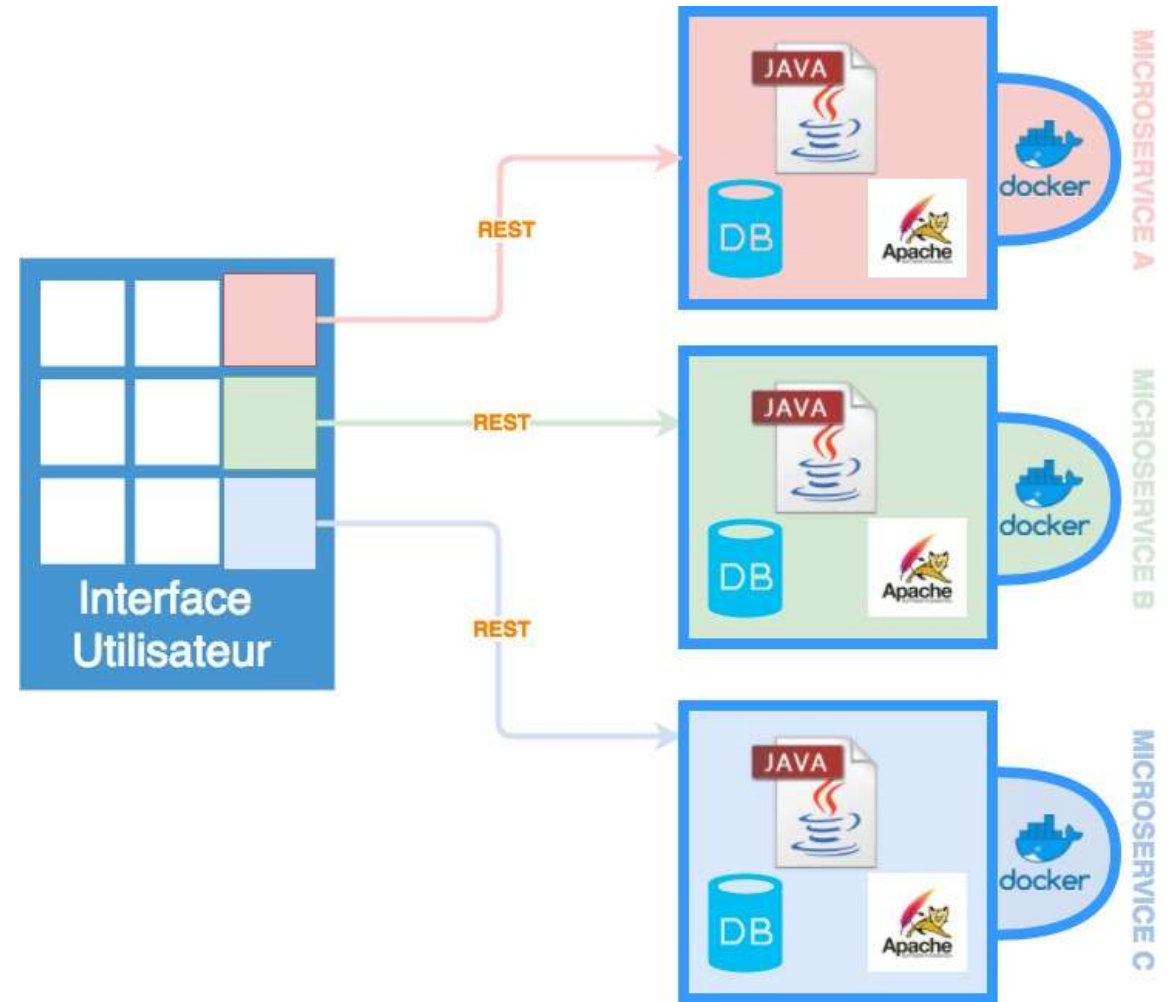 JAVA
DB
Apache
docker
MICROSERVICE A
REST
Interface
Utilisateur
REST
JAVA
DB
Apache
docker
MICROSERVICE B
REST
JAVA
DB
Apache
docker
MICROSERVICE C